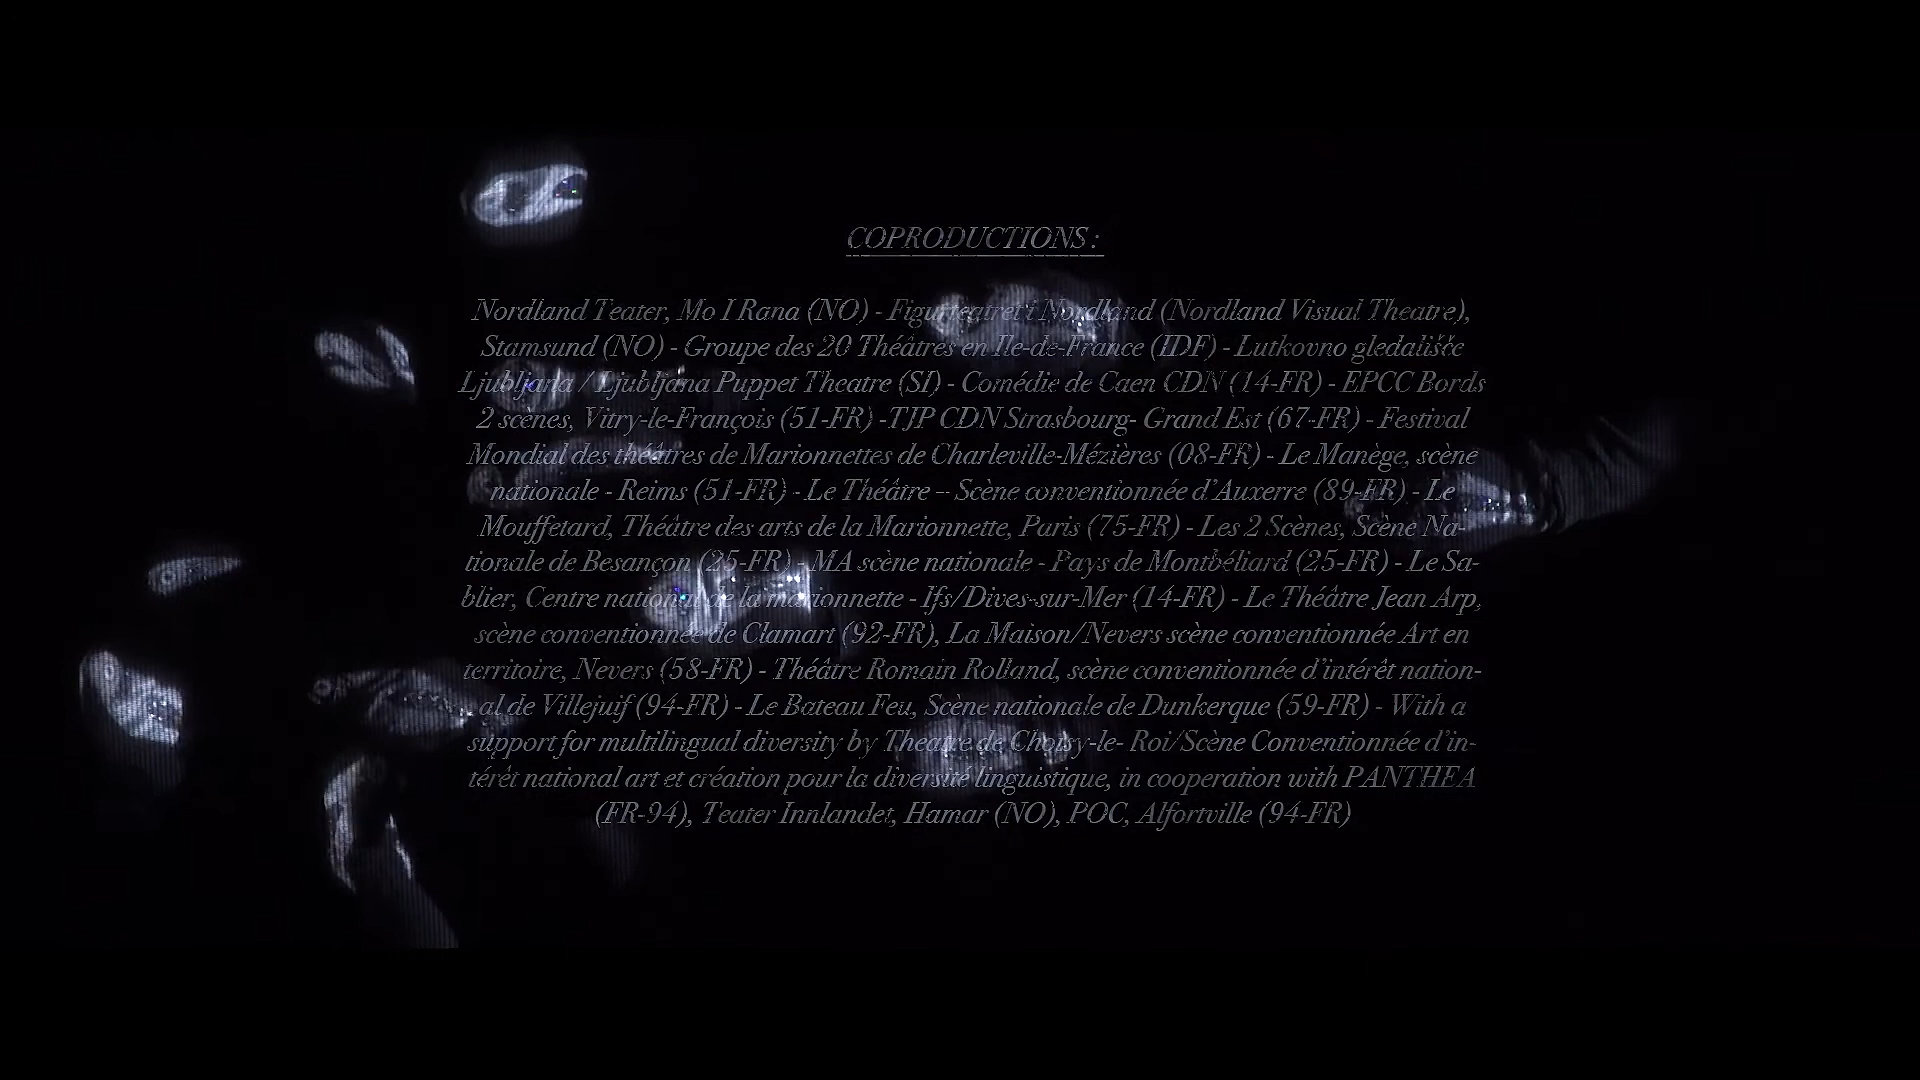 COPRODUCTIONS :
Nordland Teater, Mo I Rana (NO) - Figurteatret i Nordland (Nordland Visual Theatre),
Stamsund (NO) - Groupe des 20 Théâtres en Ile-de-France (IDF) - Lutkovno gledališče
Ljubljana / Ljubljana Puppet Theatre (SI) - Comédie de Caen CDN (14-FR) - EPCC Bords
2 scènes, Vitry-le-François (51-FR) -TJP CDN Strasbourg- Grand Est (67-FR) - Festival
Mondial des théâtres de Marionnettes de Charleville-Mézières (08-FR) - Le Manège, scène
nationale - Reims (51-FR) - Le Théâtre – Scène conventionnée d’Auxerre (89-FR) - Le
Mouffetard, Théâtre des arts de la Marionnette, Paris (75-FR) - Les 2 Scènes, Scène Na-
tionale de Besançon (25-FR) - MA scène nationale - Pays de Montbéliard (25-FR) - Le Sa-
blier, Centre national de la marionnette - Ifs/Dives-sur-Mer (14-FR) - Le Théâtre Jean Arp,
scène conventionnée de Clamart (92-FR), La Maison/Nevers scène conventionnée Art en
territoire, Nevers (58-FR) - Théâtre Romain Rolland, scène conventionnée d’intérêt nation-
al de Villejuif (94-FR) - Le Bateau Feu, Scène nationale de Dunkerque (59-FR) - With a
support for multilingual diversity by Theatre de Choisy-le- Roi/Scène Conventionnée d’in-
térêt national art et création pour la diversité linguistique, in cooperation with PANTHEA
(FR-94), Teater Innlandet, Hamar (NO), POC, Alfortville (94-FR)